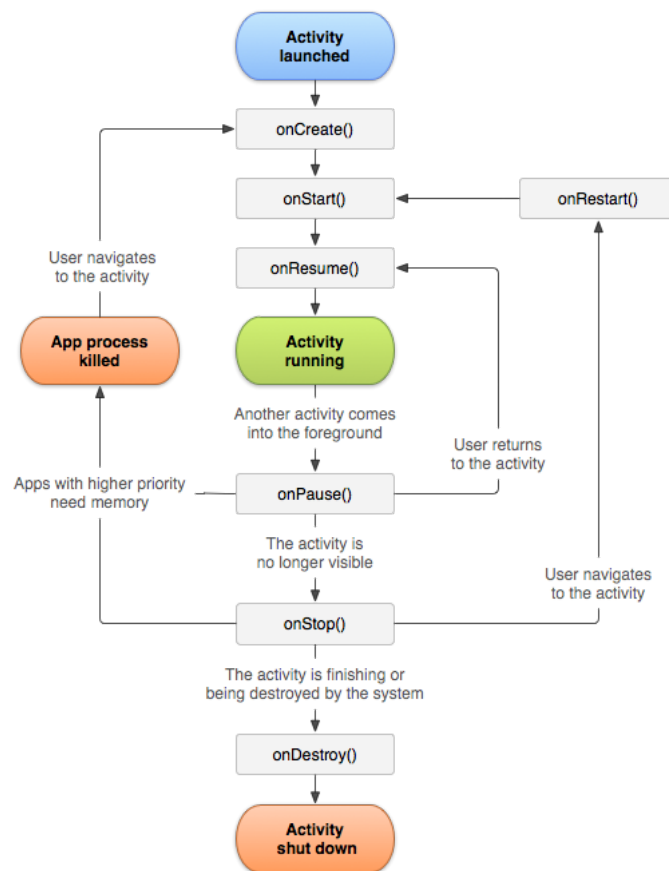 Activity
launched
onCreate()
onStart()
onRestart()
onResume()
User navigates
to the activity
App process
killed
Activity
running
Another activity comes
into the foreground
User returns
to the activity
Apps with higher priority
need memory
onPause()
The activity is
no longer visible
User navigates
to the activity
onStop()
The activity is finishing or
being destroyed by the system
onDestroy()
Activity
shut down